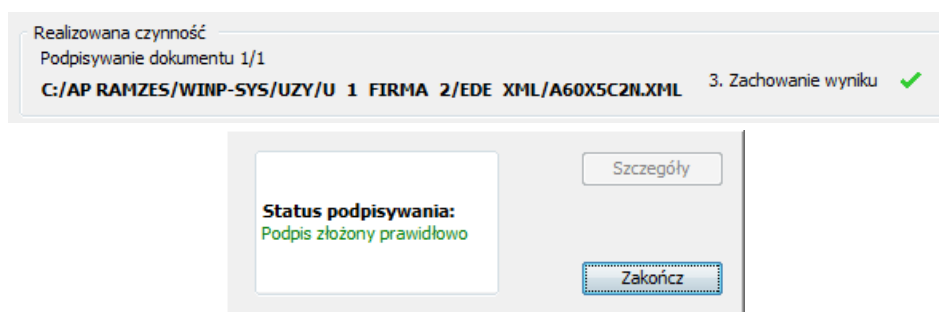 Realizowana czynność
Podpisywanie dokumentu 1/1
C:/AP RAMZES/WINP-SYS/UZY/U 1 FIRMA 2/EDE XML/A60X5C2N.XML
3. Zachowanie wyniku
Szczegóły
Status podpisywania:
Podpis złożony prawidłowo
Zakończ